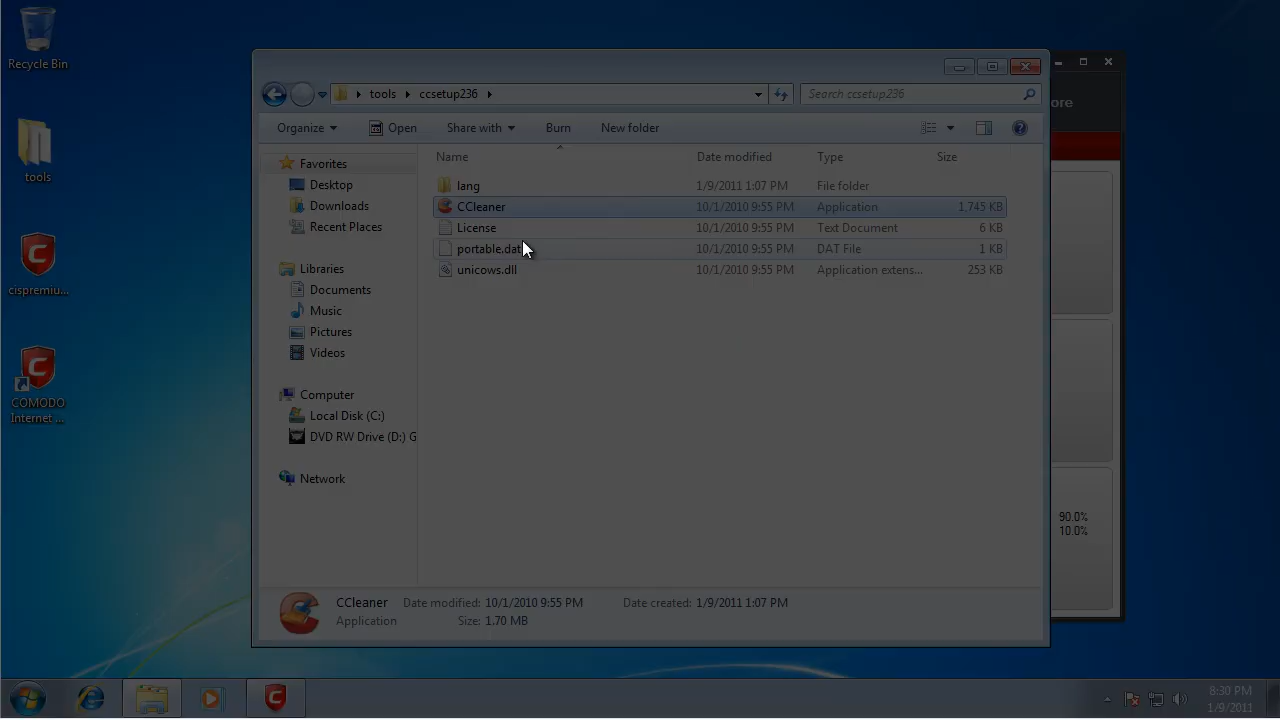 Recycle Bin
tools
cispremiu...
COMODO
Internet ...
tools
ccsetup236
Search ccsetup236
Organize
Open
Share with
Burn
New folder
Name
Date modified
Type
Size
Favorites
Desktop
Downloads
Recent Places
Libraries
Documents
Music
Pictures
Videos
Computer
Local Disk (C:)
DVD RW Drive (D:) G
Network
lang 1/9/2011 1:07 PM File folder
CCleaner 10/1/2010 9:55 PM Application 1,745 KB
License 10/1/2010 9:55 PM Text Document 6 KB
portable.dat 10/1/2010 9:55 PM DAT File 1 KB
unicows.dll 10/1/2010 9:55 PM Application extens... 253 KB
CCleaner Date modified: 10/1/2010 9:55 PM Date created: 1/9/2011 1:07 PM
Application Size: 1.70 MB
ore
90.0%
10.0%
8:30 PM
1/9/2011